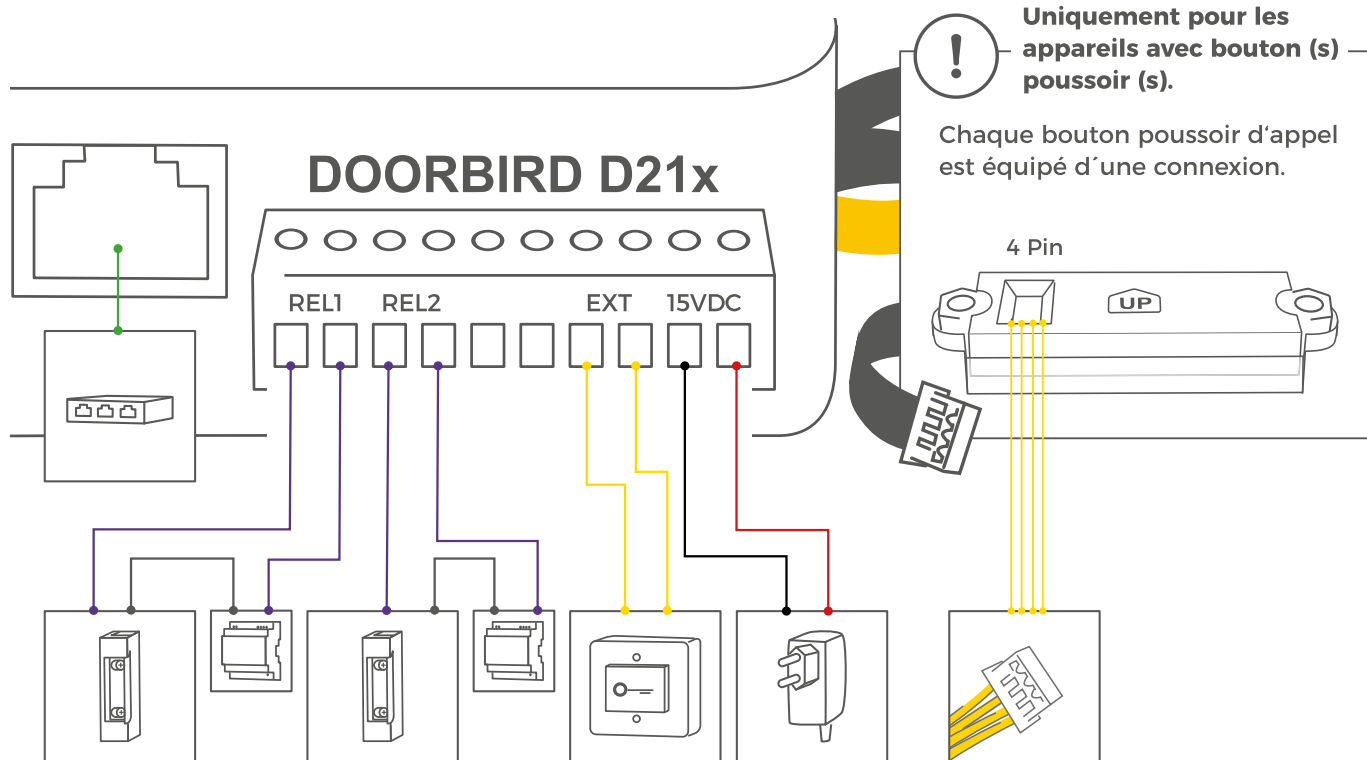 Uniquement pour les
appareils avec bouton (s)
poussoir (s).
Chaque bouton poussoir d‘appel
est équipé d´une connexion.
DOORBIRD D21x
REL1 REL2 EXT 15VDC
4 Pin
UP